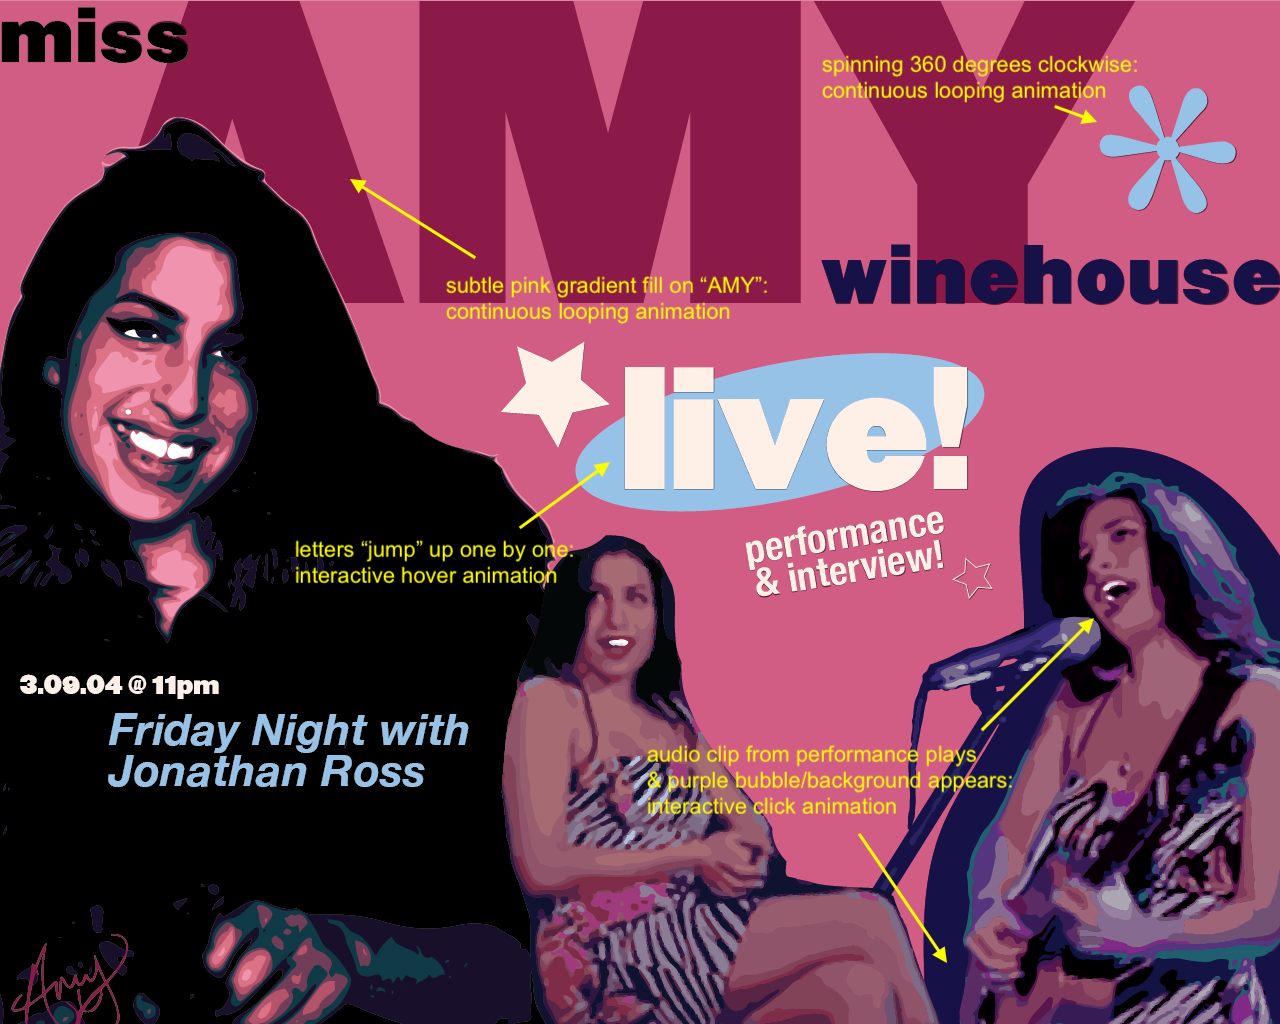 miss
AMY
spinning 360 degrees clockwise:
continuous looping animation
winehouse
subtle pink gradient fill on “AMY”:
continuous looping animation
live!
performance
& interview!
letters “jump” up one by one:
interactive hover animation
3.09.04 @ 11pm
Friday Night with
Jonathan Ross
audio clip from performance plays
& purple bubble/background appears:
interactive click animation
Amy